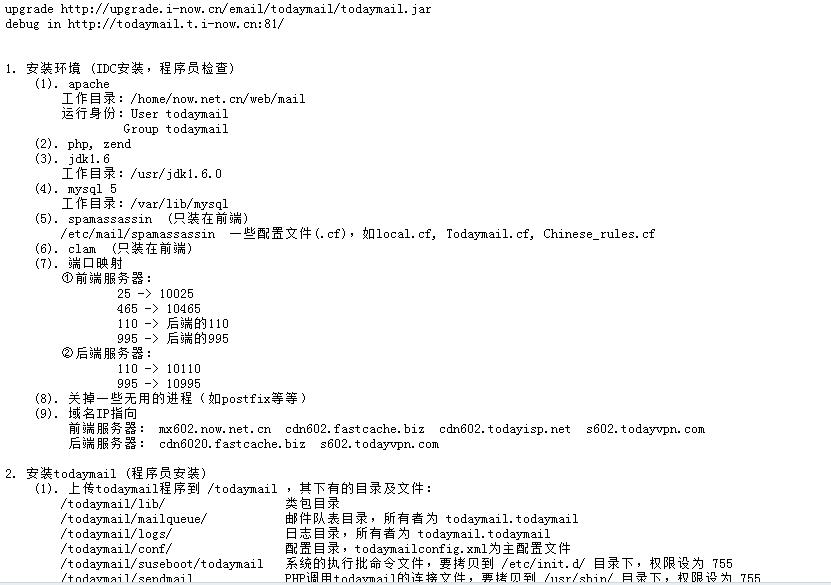 upgrade http://upgrade.i-now.cn/email/todaymail/todaymail.jar
debug in http://todaymail.t.i-now.cn:81/
1. 安装环境 (IDC安装，程序员检查)
(1). apache
工作目录：/home/now.net.cn/web/mail
运行身份：User todaymail
Group todaymail
(2). php, zend
(3). jdk1.6
工作目录：/usr/jdk1.6.0
(4). mysql 5
工作目录：/var/lib/mysql
(5). spamassassin （只装在前端）
/etc/mail/spamassassin 一些配置文件(.cf)，如local.cf, Todaymail.cf, Chinese_rules.cf
(6). clam （只装在前端）
(7). 端口映射
①前端服务器：
25 -> 10025
465 -> 10465
110 -> 后端的110
995 -> 后端的995
②后端服务器：
110 -> 10110
995 -> 10995
(8). 关掉一些无用的进程（如postfix等等）
(9). 域名IP指向
前端服务器： mx602.now.net.cn cdn602.fastcache.biz cdn602.todayisp.net s602.todayvpn.com
后端服务器： cdn6020.fastcache.biz s602.todayvpn.com
2. 安装todaymail (程序员安装)
(1). 上传todaymail程序到 /todaymail ，其下有的目录及文件：
/todaymail/lib/ 类包目录
/todaymail/mailqueue/ 邮件队表目录，所有者为 todaymail.todaymail
/todaymail/logs/ 日志目录，所有者为 todaymail.todaymail
/todaymail/conf/ 配置目录，todaymailconfig.xml为主配置文件
/todaymail/suseboot/todaymail 系统的执行批命令文件，要拷贝到 /etc/init.d/ 目录下，权限设为 755
/todaymail/sendmail PHP调用todaymail的连接文件，要拷贝到 /usr/sbin/ 目录下，权限设为 755